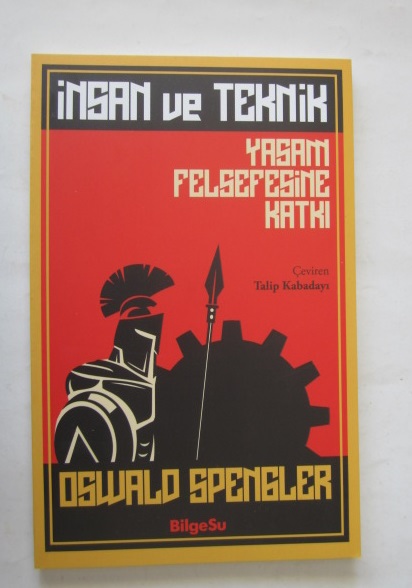 İNSAN ve TEKNİK
YAŞAM
FELSEFESİNE
KATKI
Çeviren
Talip Kabadayı
OSWALD SPENGLER
BilgeSu